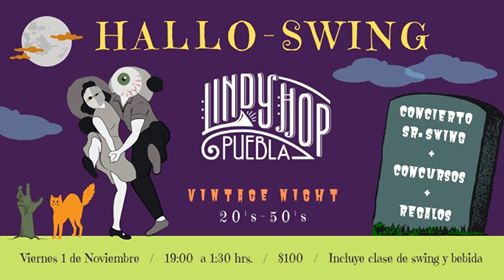 HALLO-SWING
LINDY HOP
PUEBLA
VINTAGE NIGHT
20's-50's
CONCIERTO
SR. SWING
+
CONCURSOS
+
REGALOS
Viernes 1 de Noviembre / 19:00 a 1:30 hrs. / $100 / Incluye clase de swing y bebida